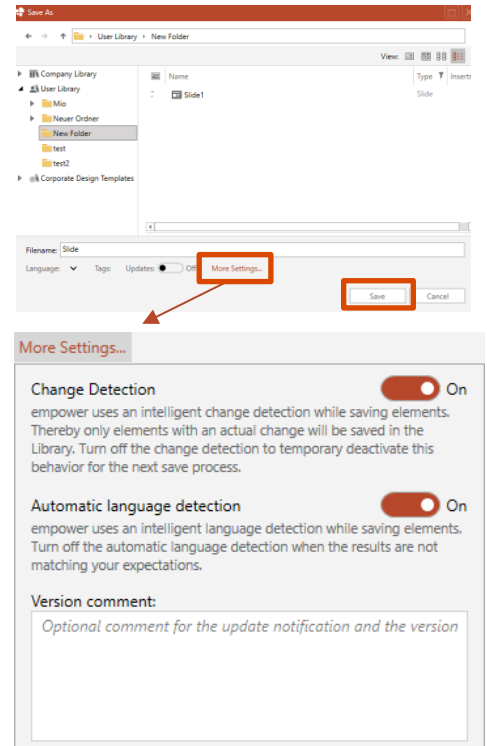 Save As
User Library › New Folder
View:
Company Library
User Library
Mio
Neuer Ordner
New Folder
test
test2
Corporate Design Templates
Name
Type
Slide1
Slide
Filename: Slide
Language: Tags: Updates: Off More Settings...
Save Cancel
More Settings...
Change Detection On
empower uses an intelligent change detection while saving elements.
Thereby only elements with an actual change will be saved in the
Library. Turn off the change detection to temporary deactivate this
behavior for the next save process.
Automatic language detection On
empower uses an intelligent language detection while saving elements.
Turn off the automatic language detection when the results are not
matching your expectations.
Version comment:
Optional comment for the update notification and the version